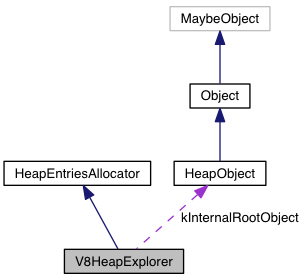 MaybeObject
Object
HeapEntriesAllocator
HeapObject
kInternalRootObject
V8HeapExplorer